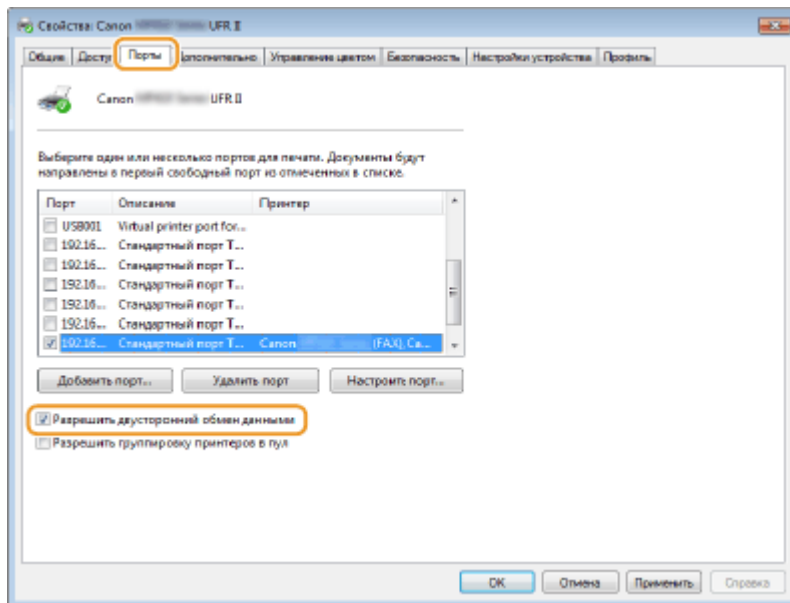 Свойства: Canon UFR II
Общие Доступ Порты Дополнительно Управление цветом Безопасность Настройки устройства Профиль
Canon UFR II
Выберите один или несколько портов для печати. Документы будут
направлены в первый свободный порт из отмеченных в списке.
Порт Описание Принтер
USB001 Virtual printer port for...
192.16... Стандартный порт T...
192.16... Стандартный порт T...
192.16... Стандартный порт T...
192.16... Стандартный порт T...
192.16... Стандартный порт T...
192.16... Стандартный порт T... Canon (FAX), Ca...
Добавить порт... Удалить порт Настроить порт...
Разрешить двусторонний обмен данными
Разрешить группировку принтеров в пул
OK Отмена Применить Справка